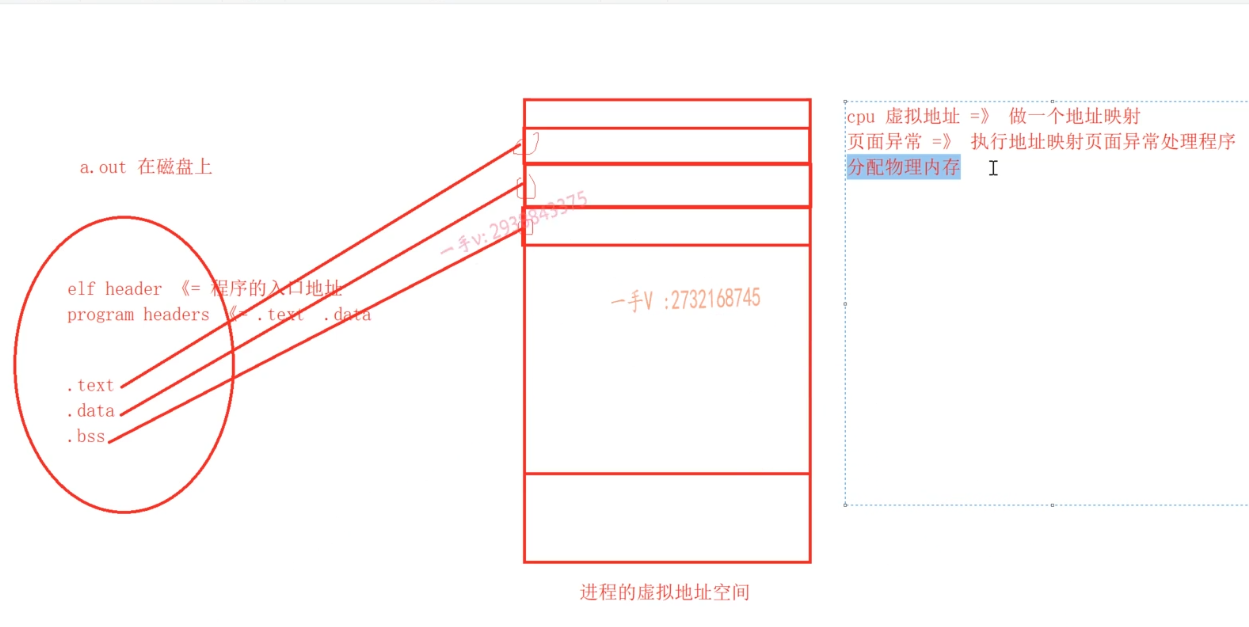 cpu 虚拟地址 =》 做一个地址映射
页面异常 =》 执行地址映射页面异常处理程序
分配物理内存
a.out 在磁盘上
一手v:2938843375
elf header 《= 程序的入口地址
一手V :2732168745
program headers 《= .text .data
.text
.data
.bss
进程的虚拟地址空间